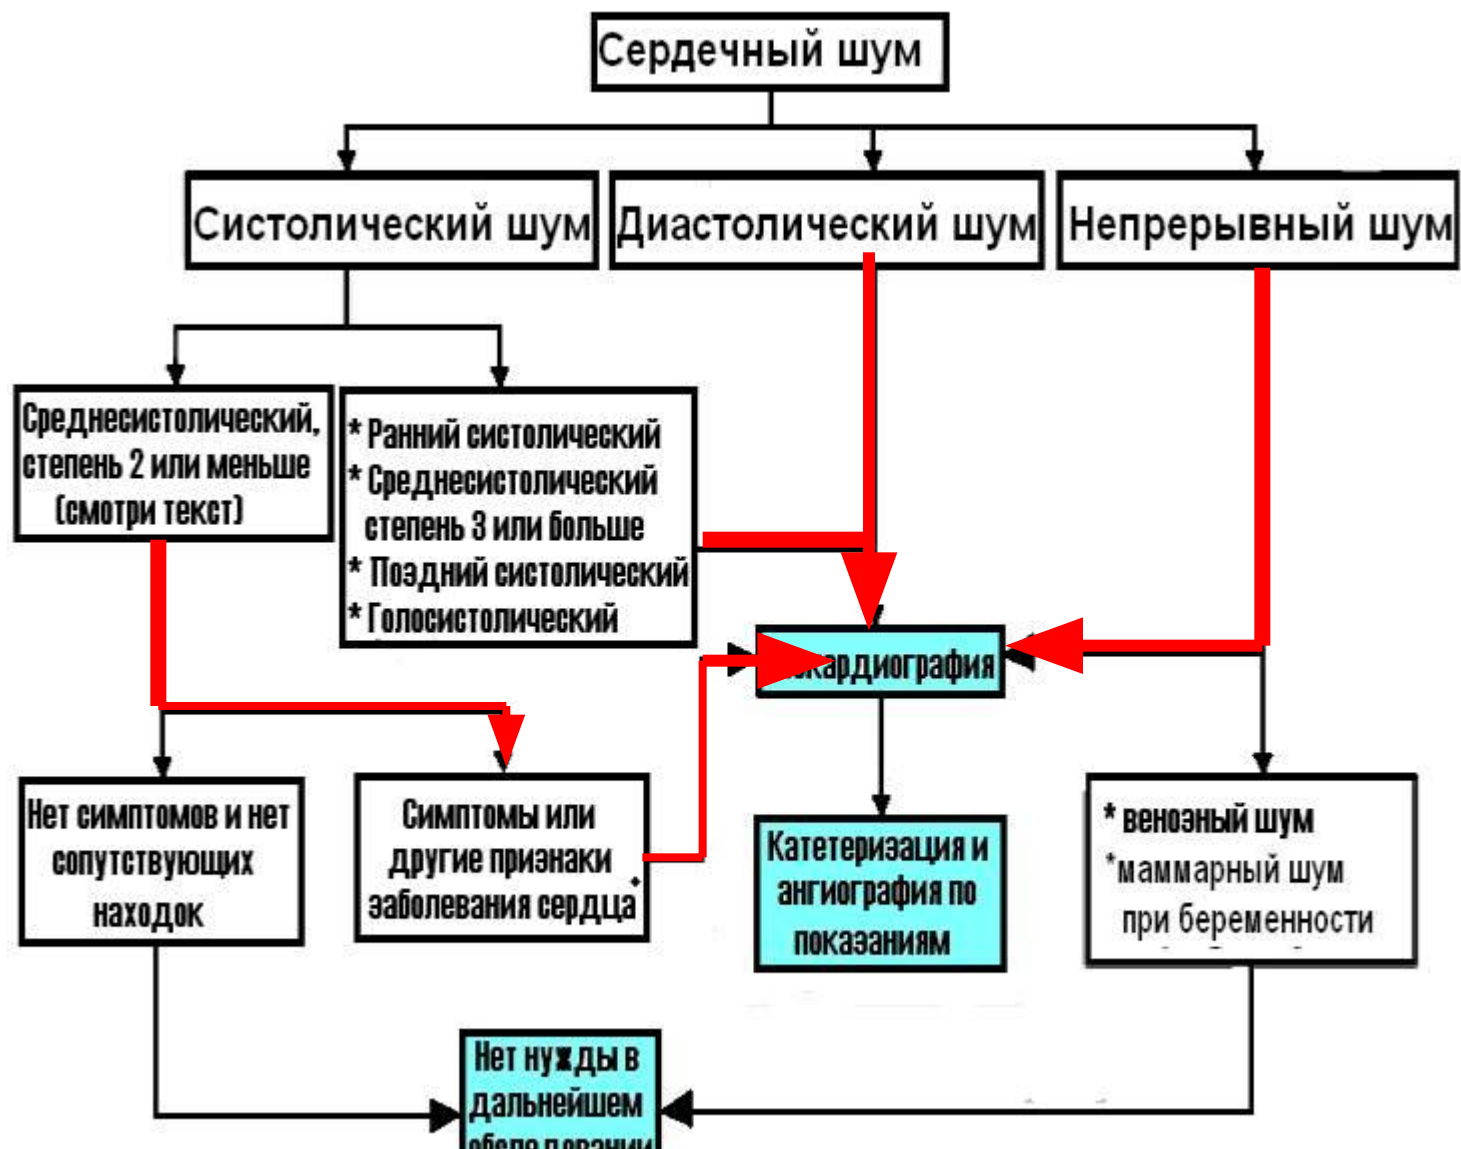 Сердечный шум
Систолический шум
Диастолический шум
Непрерывный шум
Среднесистолический,
степень 2 или меньше
(смотри текст)
* Ранний систолический
* Среднесистолический
степень 3 или больше
* Поздний систолический
* Голосистолический
кардиография
Нет симптомов и нет
сопутствующих
находок
Симптомы или
другие признаки
заболевания сердца
Катетеризация и
ангиография по
показаниям
* венозный шум
*маммарный шум
при беременности
Нет нужды в
дальнейшем
обследовании